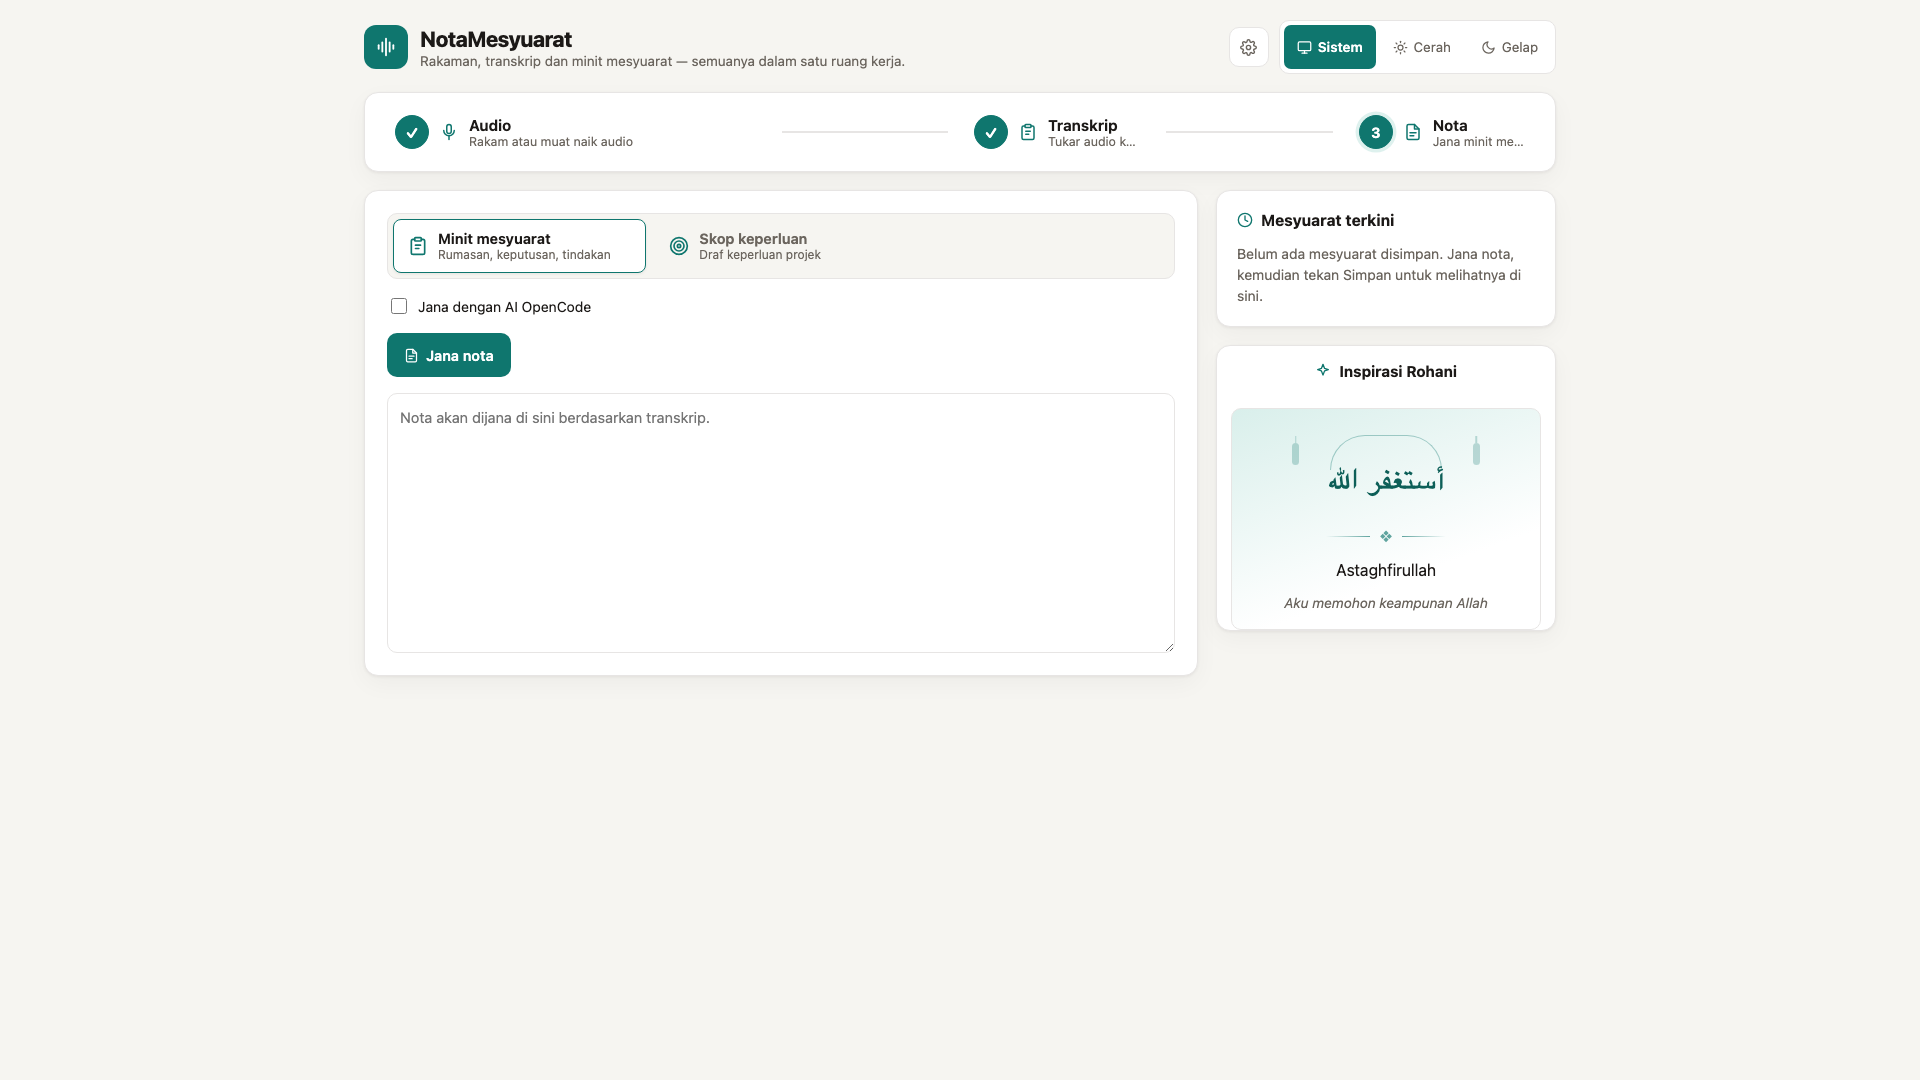 NotaMesyuarat
Rakaman, transkrip dan minit mesyuarat — semuanya dalam satu ruang kerja.
Sistem
Cerah
Gelap
Audio
Rakam atau muat naik audio
Transkrip
Tukar audio k...
3
Nota
Jana minit me...
Minit mesyuarat
Rumasan, keputusan, tindakan
Skop keperluan
Draf keperluan projek
Jana dengan AI OpenCode
Jana nota
Nota akan dijana di sini berdasarkan transkrip.
Mesyuarat terkini
Belum ada mesyuarat disimpan. Jana nota,
kemudian tekan Simpan untuk melihatnya di
sini.
Inspirasi Rohani
أستغفر الله
Astaghfirullah
Aku memohon keampunan Allah